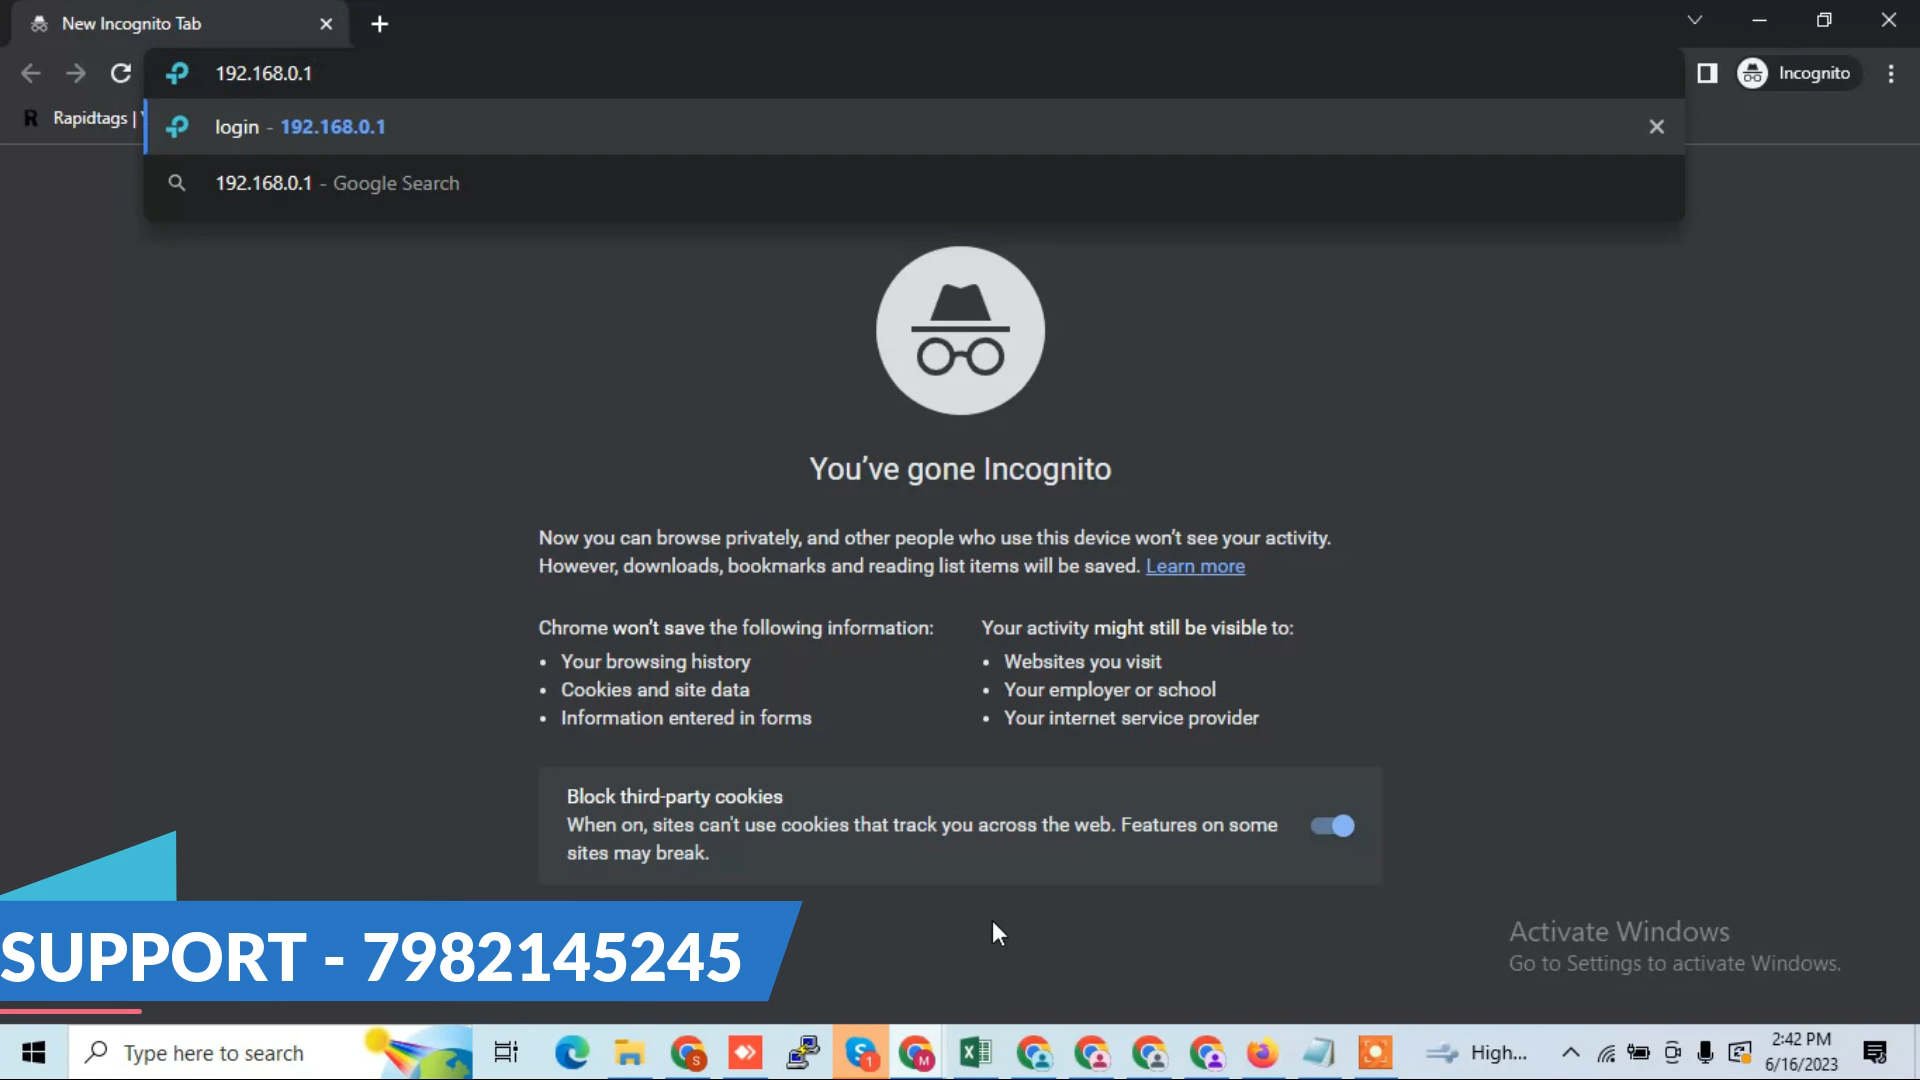 New Incognito Tab
192.168.0.1
Incognito
Rapidtags |
login - 192.168.0.1
192.168.0.1 - Google Search
You've gone Incognito
Now you can browse privately, and other people who use this device won't see your activity.
However, downloads, bookmarks and reading list items will be saved. Learn more
Chrome won't save the following information:
Your browsing history
Cookies and site data
Information entered in forms
Your activity might still be visible to:
Websites you visit
Your employer or school
Your internet service provider
Block third-party cookies
When on, sites can't use cookies that track you across the web. Features on some
sites may break.
SUPPORT - 7982145245
Activate Windows
Go to Settings to activate Windows.
Type here to search
High...
2:42 PM
6/16/2023